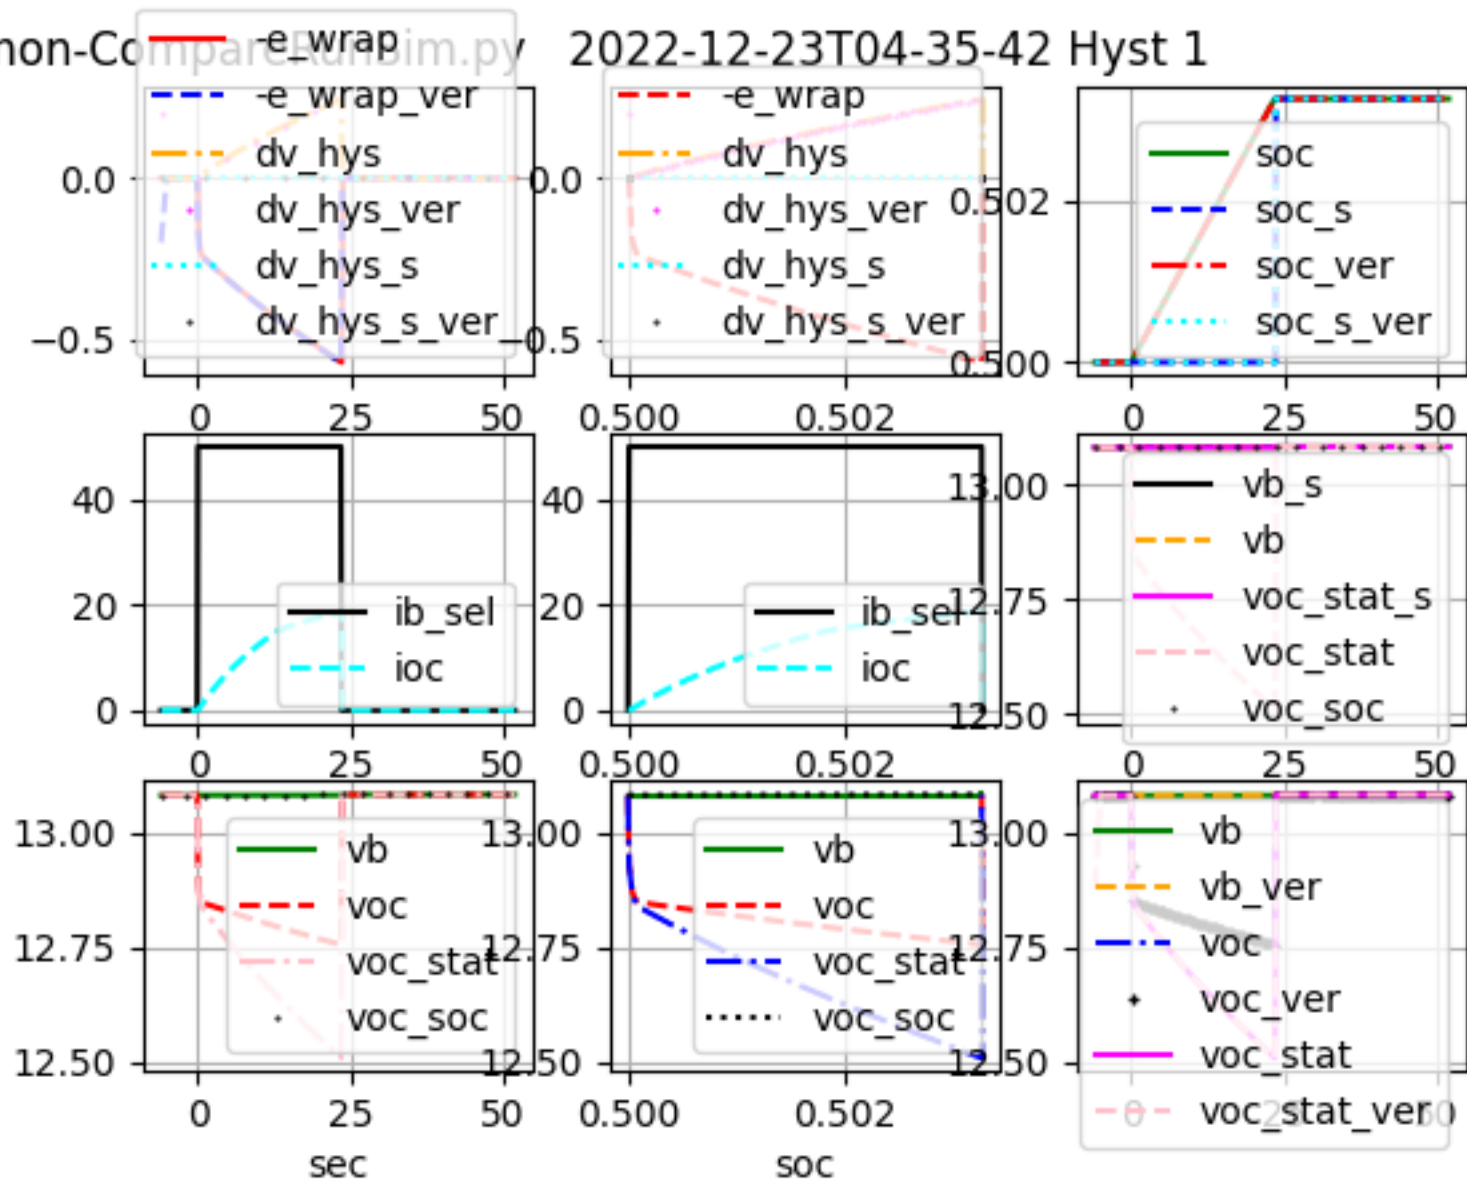 mon-CompareRunSim.py 2022-12-23T04-35-42 Hyst 1
-e_wrap
-e_wrap_ver
dv_hys
dv_hys_ver
dv_hys_s
dv_hys_s_ver
0.0
−0.5
0 25 50
-e_wrap
dv_hys
dv_hys_ver
dv_hys_s
dv_hys_s_ver
0.0
−0.5
0.500 0.502
soc
soc_s
soc_ver
soc_s_ver
0.502
0.500
0 25 50
40
20
0
ib_sel
ioc
0 25 50
40
20
0
ib_sel
ioc
0.500 0.502
13.00
12.75
12.50
vb_s
vb
voc_stat_s
voc_stat
voc_soc
0 25 50
13.00
12.75
12.50
vb
voc
voc_stat
voc_soc
0 25 50
sec
13.00
12.75
12.50
vb
voc
voc_stat
voc_soc
0.500 0.502
soc
13.00
12.75
12.50
vb
vb_ver
voc
voc_ver
voc_stat
voc_stat_ver
0 25 50